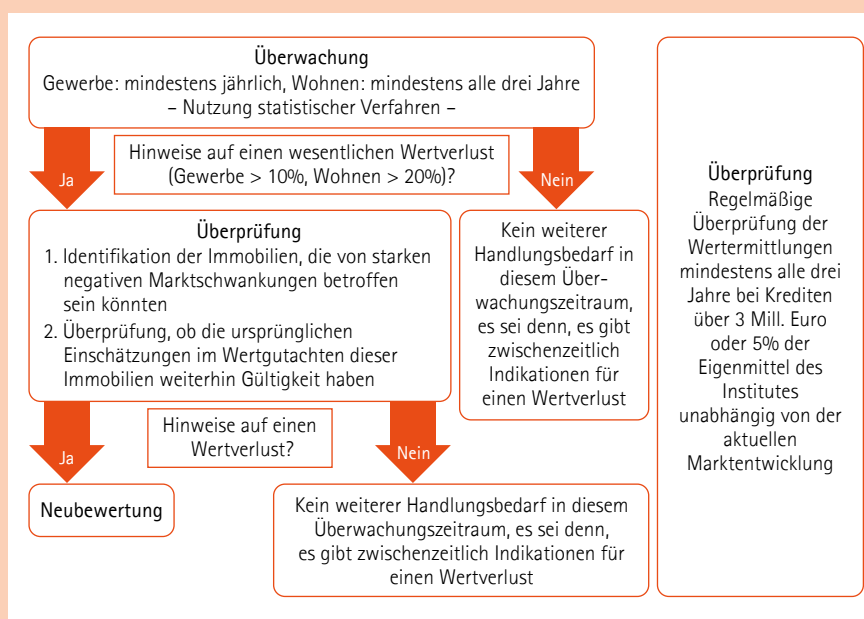 Überwachung
Gewerbe: mindestens jährlich, Wohnen: mindestens alle drei Jahre
– Nutzung statistischer Verfahren –
Ja
Hinweise auf einen wesentlichen Wertverlust
(Gewerbe > 10%, Wohnen > 20%)?
Nein
Überprüfung
1. Identifikation der Immobilien, die von starken
negativen Marktschwankungen betroffen
sein könnten
2. Überprüfung, ob die ursprünglichen
Einschätzungen im Wertgutachten dieser
Immobilien weiterhin Gültigkeit haben
Kein weiterer
Handlungsbedarf in
diesem Über-
wachungszeitraum,
es sei denn, es gibt
zwischenzeitlich
Indikationen für
einen Wertverlust
Ja
Hinweise auf einen
Wertverlust?
Nein
Neubewertung
Kein weiterer Handlungsbedarf in diesem
Überwachungszeitraum, es sei denn,
es gibt zwischenzeitlich Indikationen für
einen Wertverlust
Überprüfung
Regelmäßige
Überprüfung der
Wertermittlungen
mindestens alle drei
Jahre bei Krediten
über 3 Mill. Euro
oder 5% der
Eigenmittel des
Institutes
unabhängig von der
aktuellen
Marktentwicklung